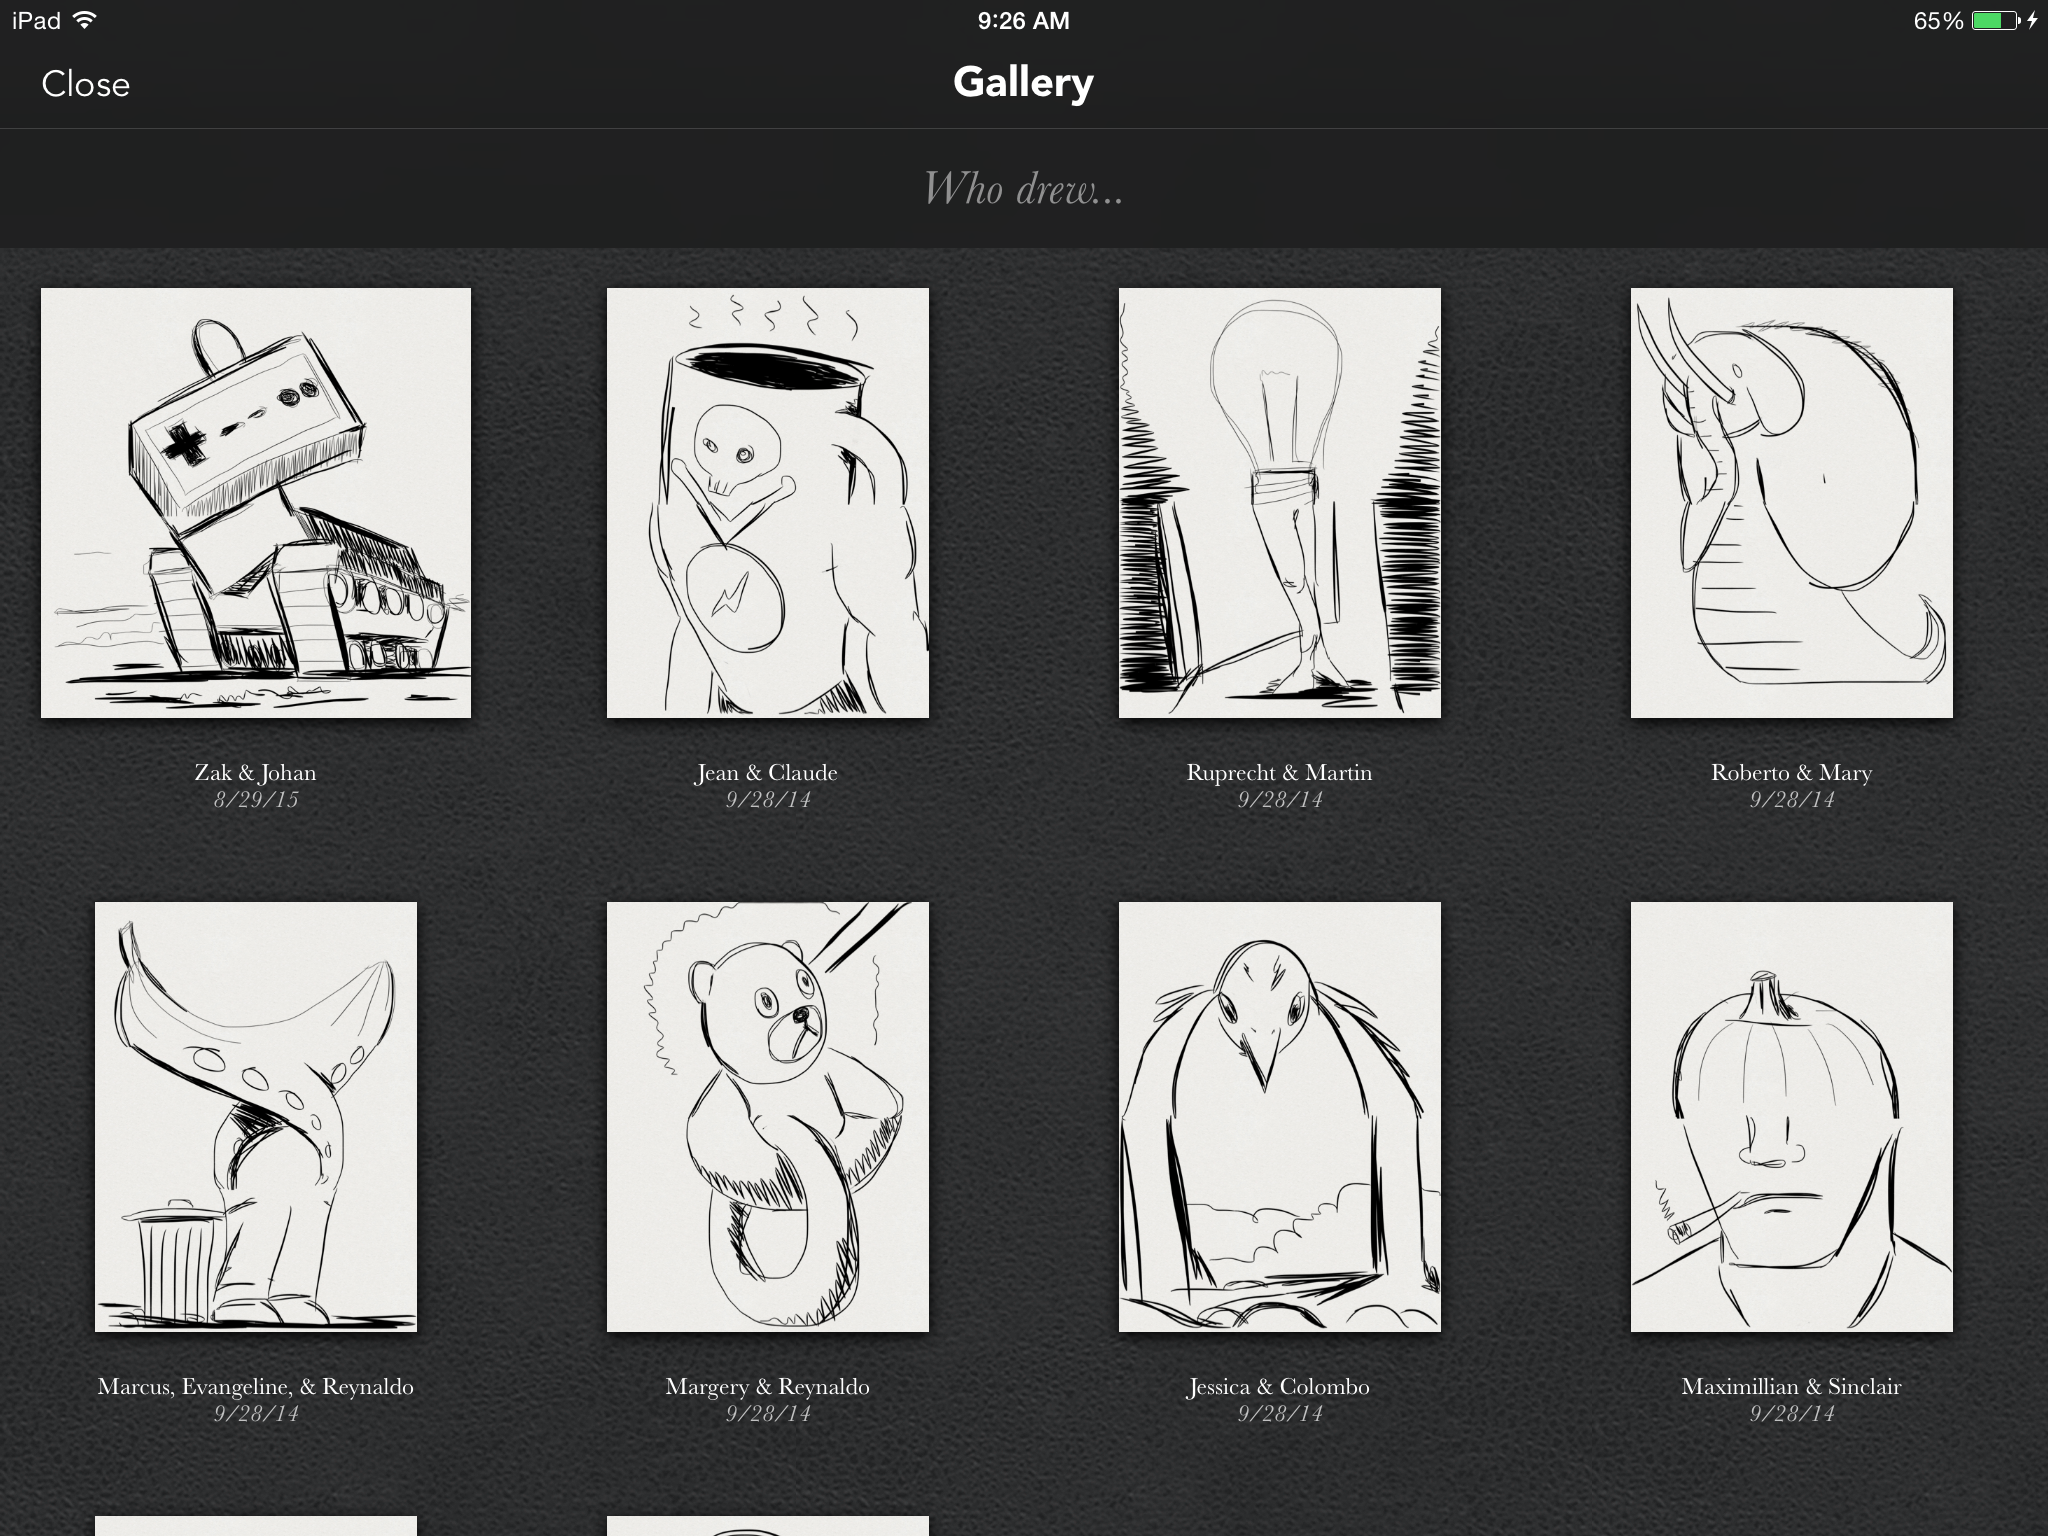 iPad 9:26 AM 65%
Close Gallery
Who drew...
Zak & Johan
8/29/15
Jean & Claude
9/28/14
Ruprecht & Martin
9/28/14
Roberto & Mary
9/28/14
Marcus, Evangeline, & Reynaldo
9/28/14
Margery & Reynaldo
9/28/14
Jessica & Colombo
9/28/14
Maximillian & Sinclair
9/28/14